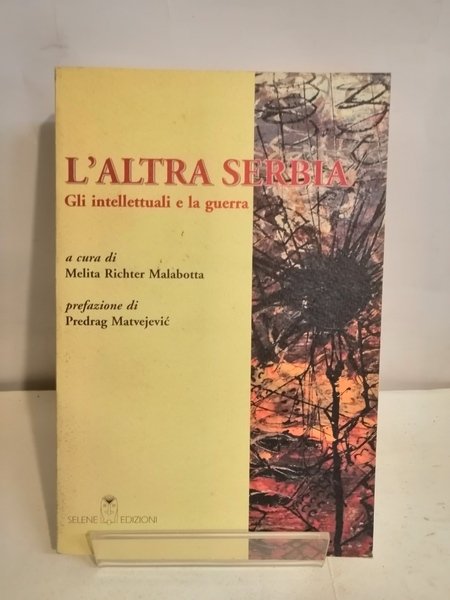 L'ALTRA SERBIA
Gli intellettuali e la guerra
a cura di
Melita Richter Malabotta
prefazione di
Predrag Matvejević
SELENE EDIZIONI